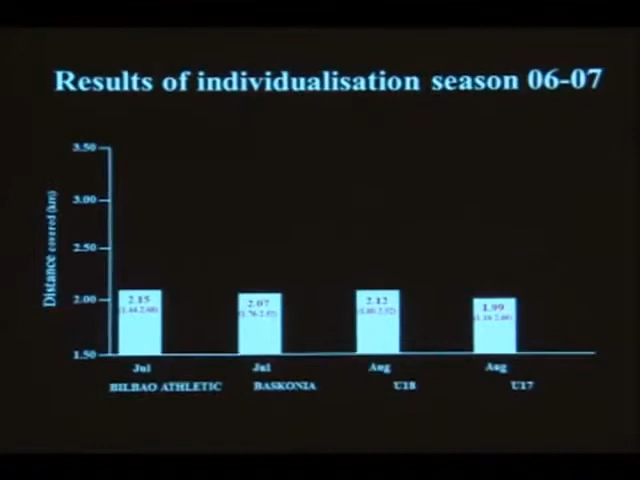 Results of individualisation season 06-07
3.50
3.00
2.50
2.00
1.50
Distance covered (km)
2.15
2.07
2.12
1.99
Jul
Jul
Aug
Aug
BILBAO ATHLETIC
BASKONIA
U18
U17